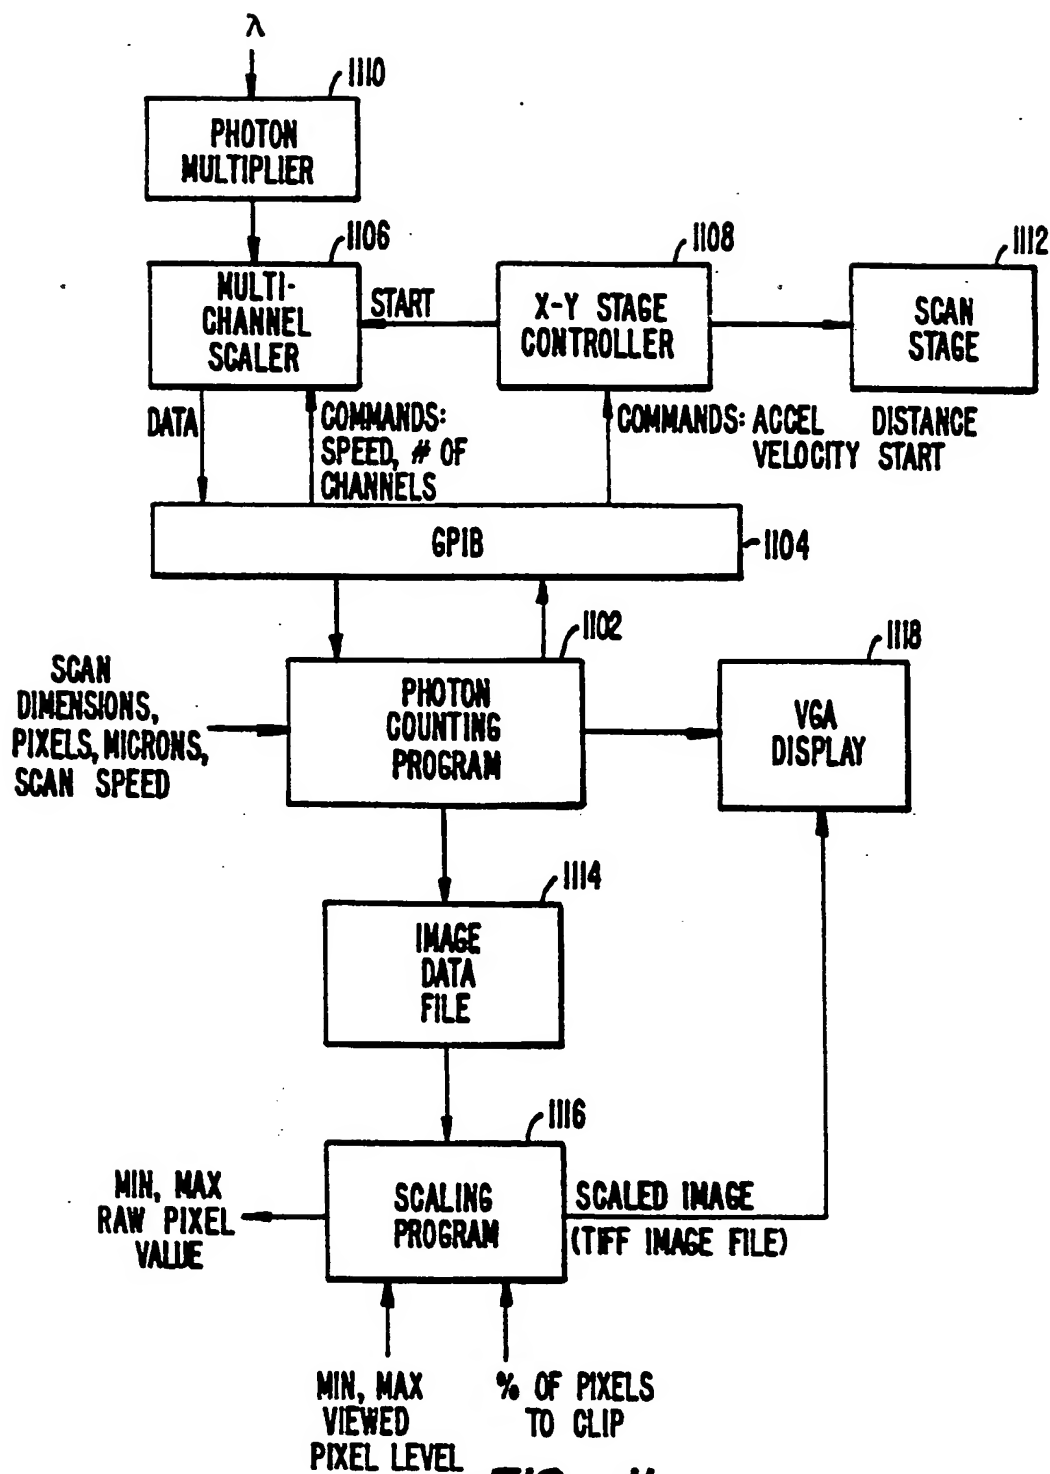 λ
1110
PHOTON
MULTIPLIER
1106
MULTI-
CHANNEL
SCALER
START
1108
X-Y STAGE
CONTROLLER
1112
SCAN
STAGE
DATA
COMMANDS:
SPEED, # OF
CHANNELS
COMMANDS: ACCEL DISTANCE
VELOCITY START
GPIB
1104
1102
SCAN
DIMENSIONS,
PIXELS, MICRONS,
SCAN SPEED
PHOTON
COUNTING
PROGRAM
1118
VGA
DISPLAY
1114
IMAGE
DATA
FILE
1116
MIN, MAX
RAW PIXEL
VALUE
SCALING
PROGRAM
SCALED IMAGE
(TIFF IMAGE FILE)
MIN, MAX
VIEWED
PIXEL LEVEL
% OF PIXELS
TO CLIP